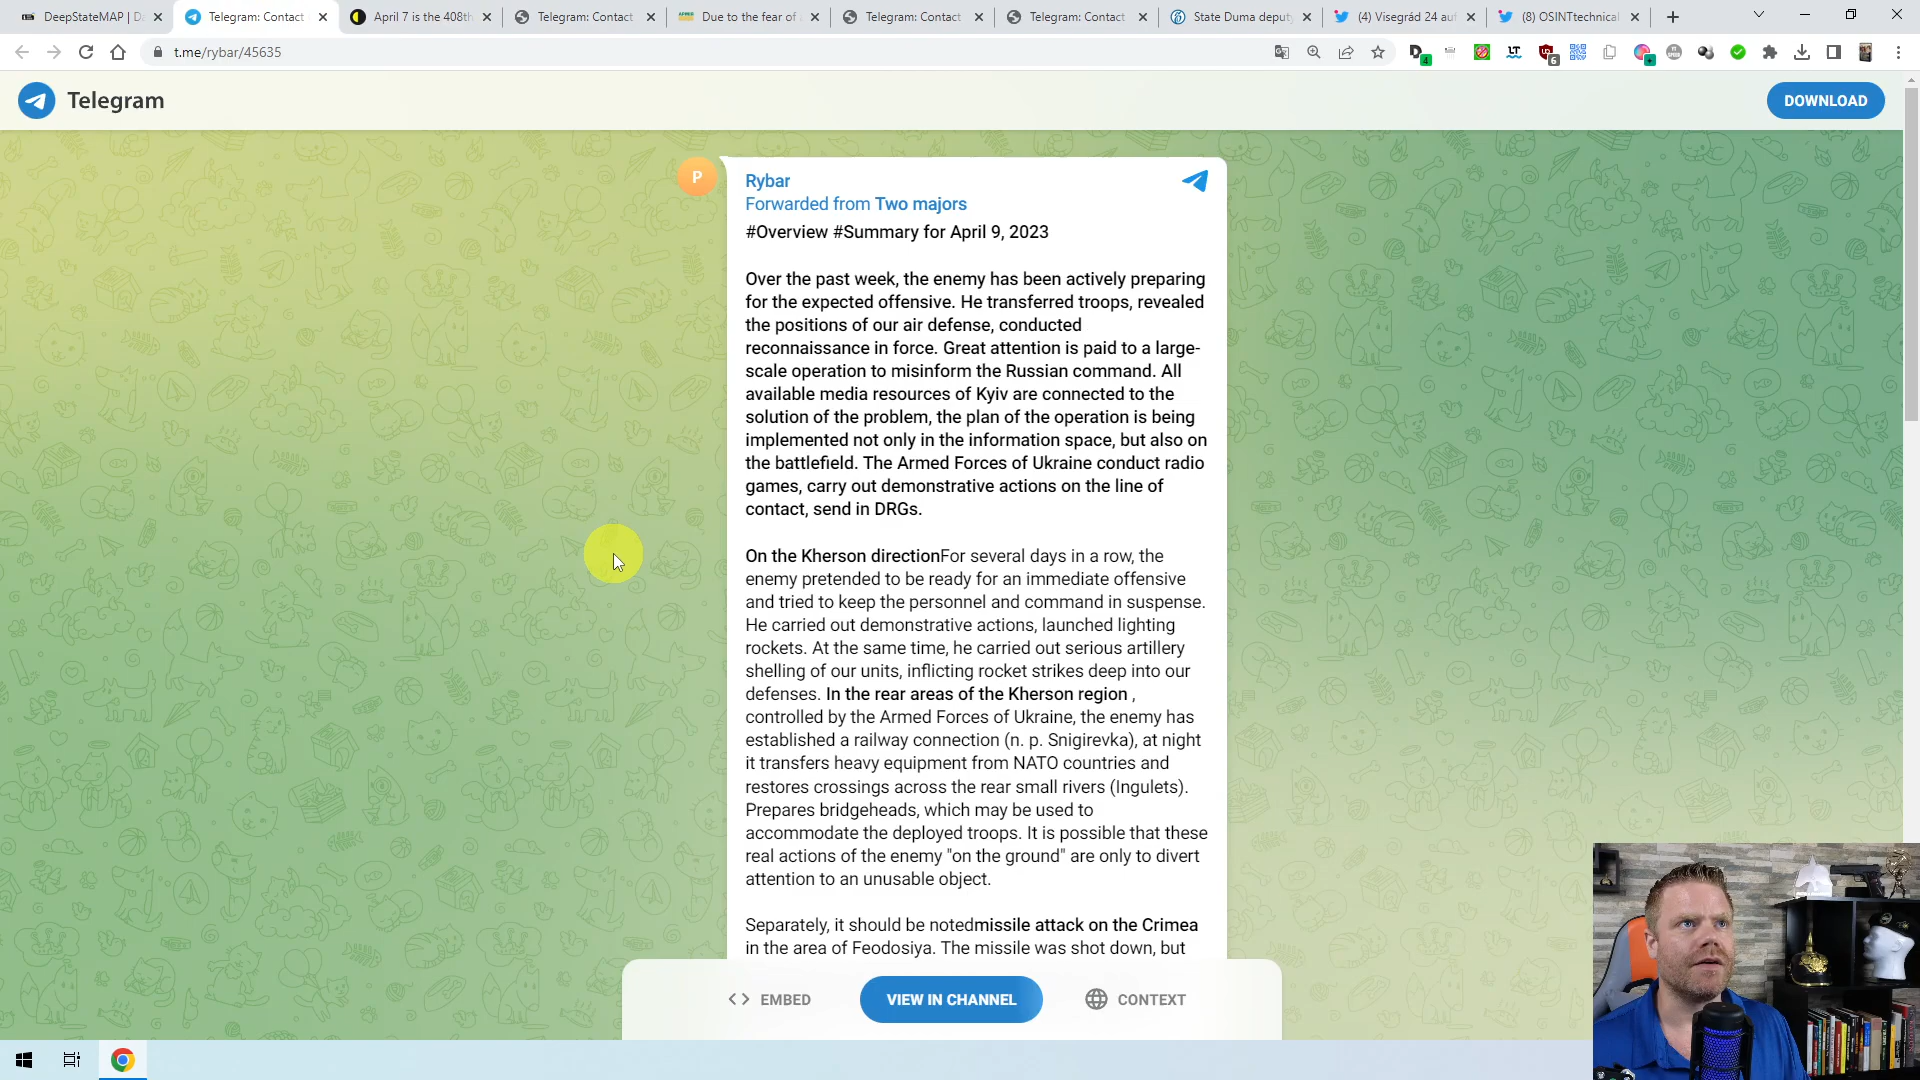 DeepStateMAP | D
Telegram: Contact
April 7 is the 408th
Telegram: Contact
Due to the fear of
Telegram: Contact
Telegram: Contact
State Duma deputy
(4) Visegrád 24 au
(8) OSINTtechnical
t.me/rybar/45635
Telegram
DOWNLOAD
P
Rybar
Forwarded from Two majors
#Overview #Summary for April 9, 2023
Over the past week, the enemy has been actively preparing
for the expected offensive. He transferred troops, revealed
the positions of our air defense, conducted
reconnaissance in force. Great attention is paid to a large-
scale operation to misinform the Russian command. All
available media resources of Kyiv are connected to the
solution of the problem, the plan of the operation is being
implemented not only in the information space, but also on
the battlefield. The Armed Forces of Ukraine conduct radio
games, carry out demonstrative actions on the line of
contact, send in DRGs.
On the Kherson directionFor several days in a row, the
enemy pretended to be ready for an immediate offensive
and tried to keep the personnel and command in suspense.
He carried out demonstrative actions, launched lighting
rockets. At the same time, he carried out serious artillery
shelling of our units, inflicting rocket strikes deep into our
defenses. In the rear areas of the Kherson region ,
controlled by the Armed Forces of Ukraine, the enemy has
established a railway connection (n. p. Snigirevka), at night
it transfers heavy equipment from NATO countries and
restores crossings across the rear small rivers (Ingulets).
Prepares bridgeheads, which may be used to
accommodate the deployed troops. It is possible that these
real actions of the enemy "on the ground" are only to divert
attention to an unusable object.
Separately, it should be notedmissile attack on the Crimea
in the area of Feodosiya. The missile was shot down, but
EMBED
VIEW IN CHANNEL
CONTEXT